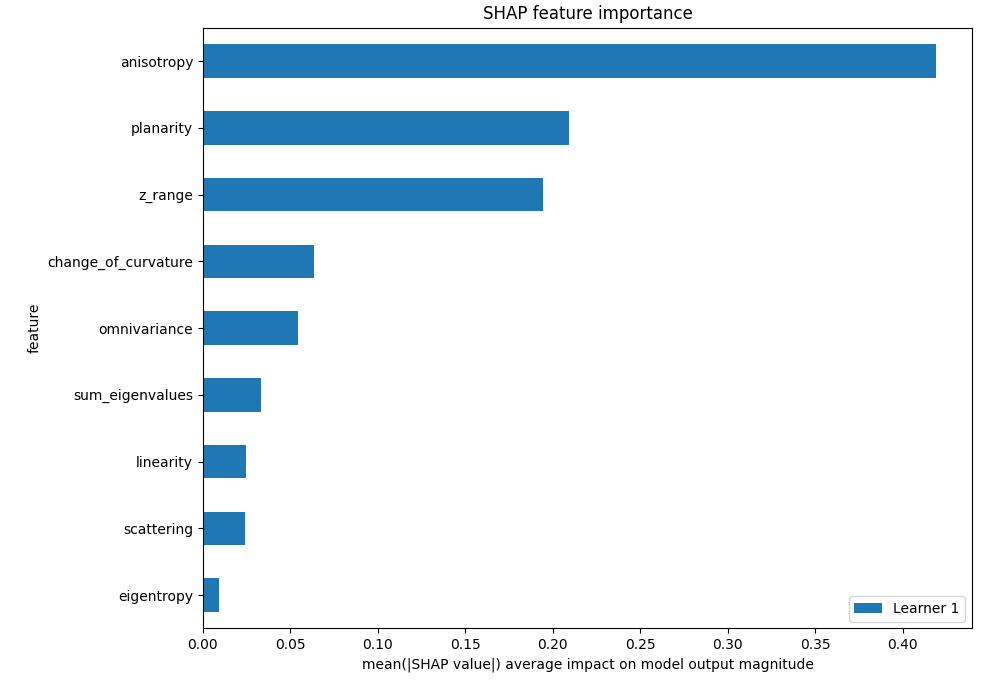 SHAP feature importance
anisotropy
planarity
z_range
change_of_curvature
omnivariance
sum_eigenvalues
linearity
scattering
eigentropy
feature
Learner 1
0.00 0.05 0.10 0.15 0.20 0.25 0.30 0.35 0.40
mean(|SHAP value|) average impact on model output magnitude